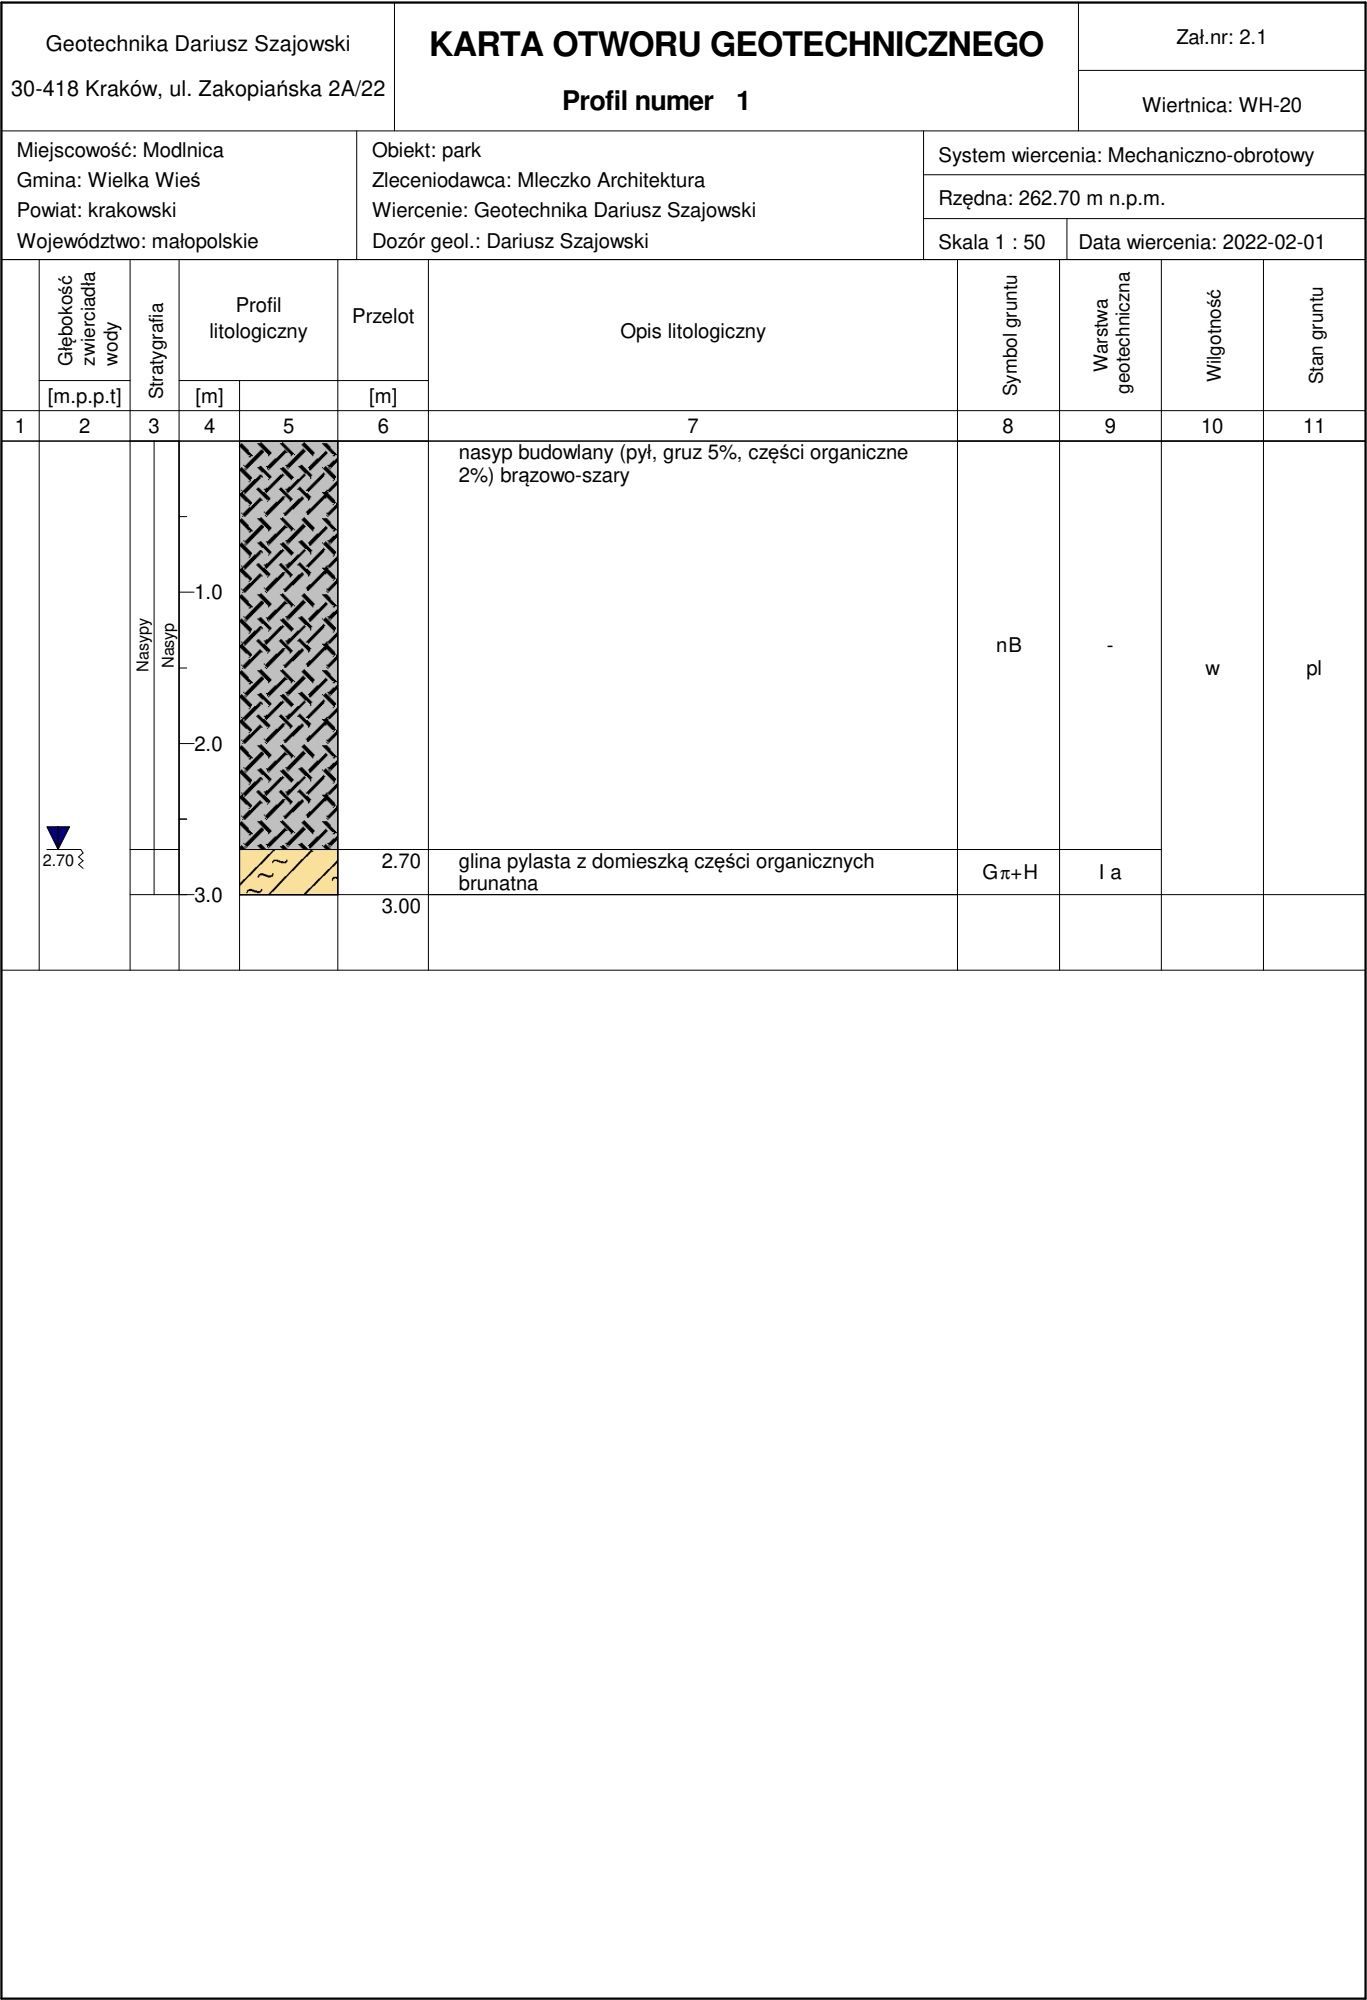 Geotechnika Dariusz Szajowski
30-418 Kraków, ul. Zakopiańska 2A/22
KARTA OTWORU GEOTECHNICZNEGO
Profil numer 1
Zał.nr: 2.1
Wiertnica: WH-20
Miejscowość: Modlnica
Gmina: Wielka Wieś
Powiat: krakowski
Województwo: małopolskie
Obiekt: park
Zleceniodawca: Mleczko Architektura
Wiercenie: Geotechnika Dariusz Szajowski
Dozór geol.: Dariusz Szajowski
System wiercenia: Mechaniczno-obrotowy
Rzędna: 262.70 m n.p.m.
Skala 1 : 50
Data wiercenia: 2022-02-01
Głębokość
zwierciadła
wody
[m.p.p.t]
Stratygrafia
Profil
litologiczny
[m]
Przelot
[m]
Opis litologiczny
Symbol gruntu
Warstwa
geotechniczna
Wilgotność
Stan gruntu
1 2 3 4 5 6 7 8 9 10 11
nasyp budowlany (pył, gruz 5%, części organiczne
2%) brązowo-szary
1.0
Nasypy
Nasyp
nB
-
w
pl
2.0
2.70
2.70
glina pylasta z domieszką części organicznych
brunatna
Gπ+H
I a
3.0
3.00